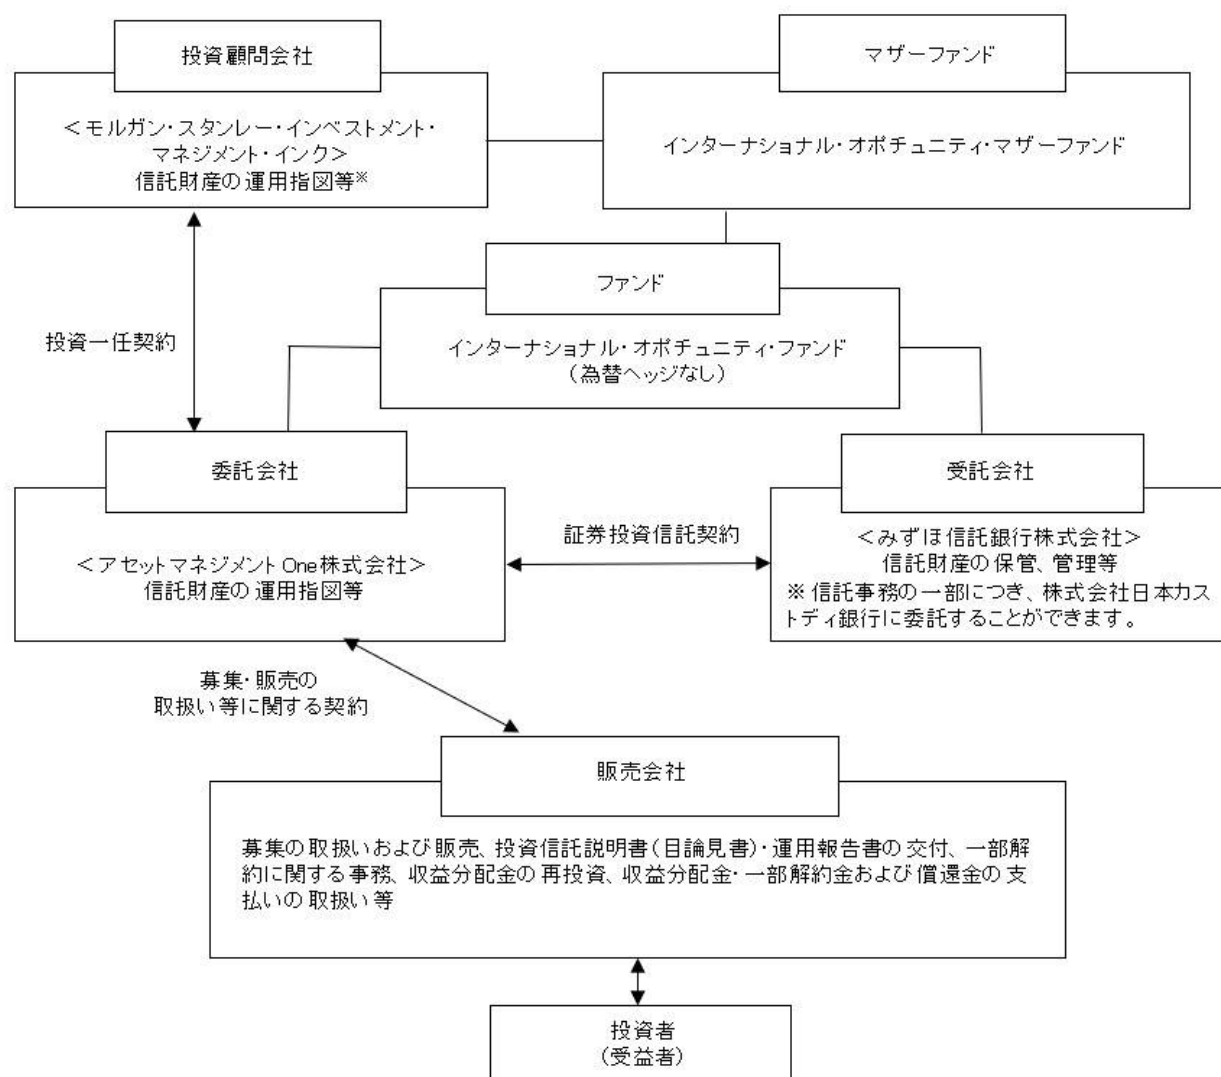 投資顧問会社
<モルガン・スタンレー・インベストメント・
マネジメント・インク>
信託財産の運用指図等※
マザーファンド
インターナショナル・オポチュニティ・マザーファンド
ファンド
インターナショナル・オポチュニティ・ファンド
(為替ヘッジなし)
投資一任契約
委託会社
<アセットマネジメントOne株式会社>
信託財産の運用指図等
証券投資信託契約
受託会社
<みずほ信託銀行株式会社>
信託財産の保管、管理等
※信託事務の一部につき、株式会社日本カス
トディ銀行に委託することができます。
募集・販売の
取扱い等に関する契約
販売会社
募集の取扱いおよび販売、投資信託説明書(目論見書)・運用報告書の交付、一部解
約に関する事務、収益分配金の再投資、収益分配金・一部解約金および償還金の支
払いの取扱い等
投資者
(受益者)